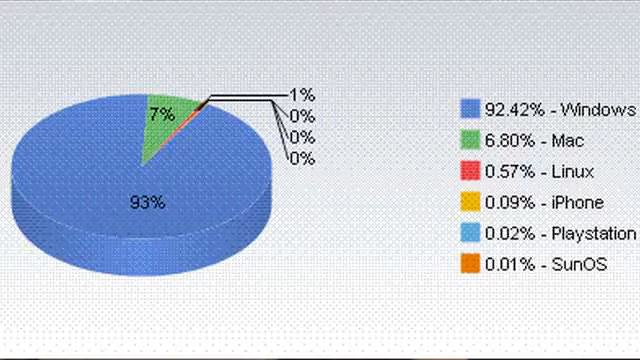 7%
1%
0%
0%
0%
93%
92.42% - Windows
6.80% - Mac
0.57% - Linux
0.09% - iPhone
0.02% - Playstation
0.01% - SunOS